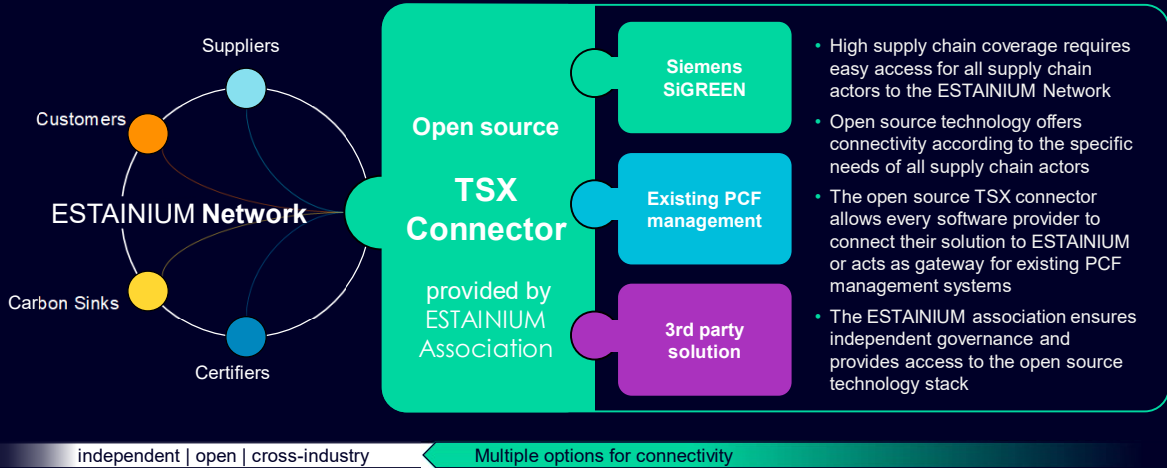 Suppliers
Customers
ESTAINIUM Network
Carbon Sinks
Certifiers
Open source
TSX
Connector
provided by
ESTAINIUM
Association
Siemens
SiGREEN
Existing PCF
management
3rd party
solution
• High supply chain coverage requires
easy access for all supply chain
actors to the ESTAINIUM Network
• Open source technology offers
connectivity according to the specific
needs of all supply chain actors
• The open source TSX connector
allows every software provider to
connect their solution to ESTAINIUM
or acts as gateway for existing PCF
management systems
• The ESTAINIUM association ensures
independent governance and
provides access to the open source
technology stack
independent | open | cross-industry
Multiple options for connectivity